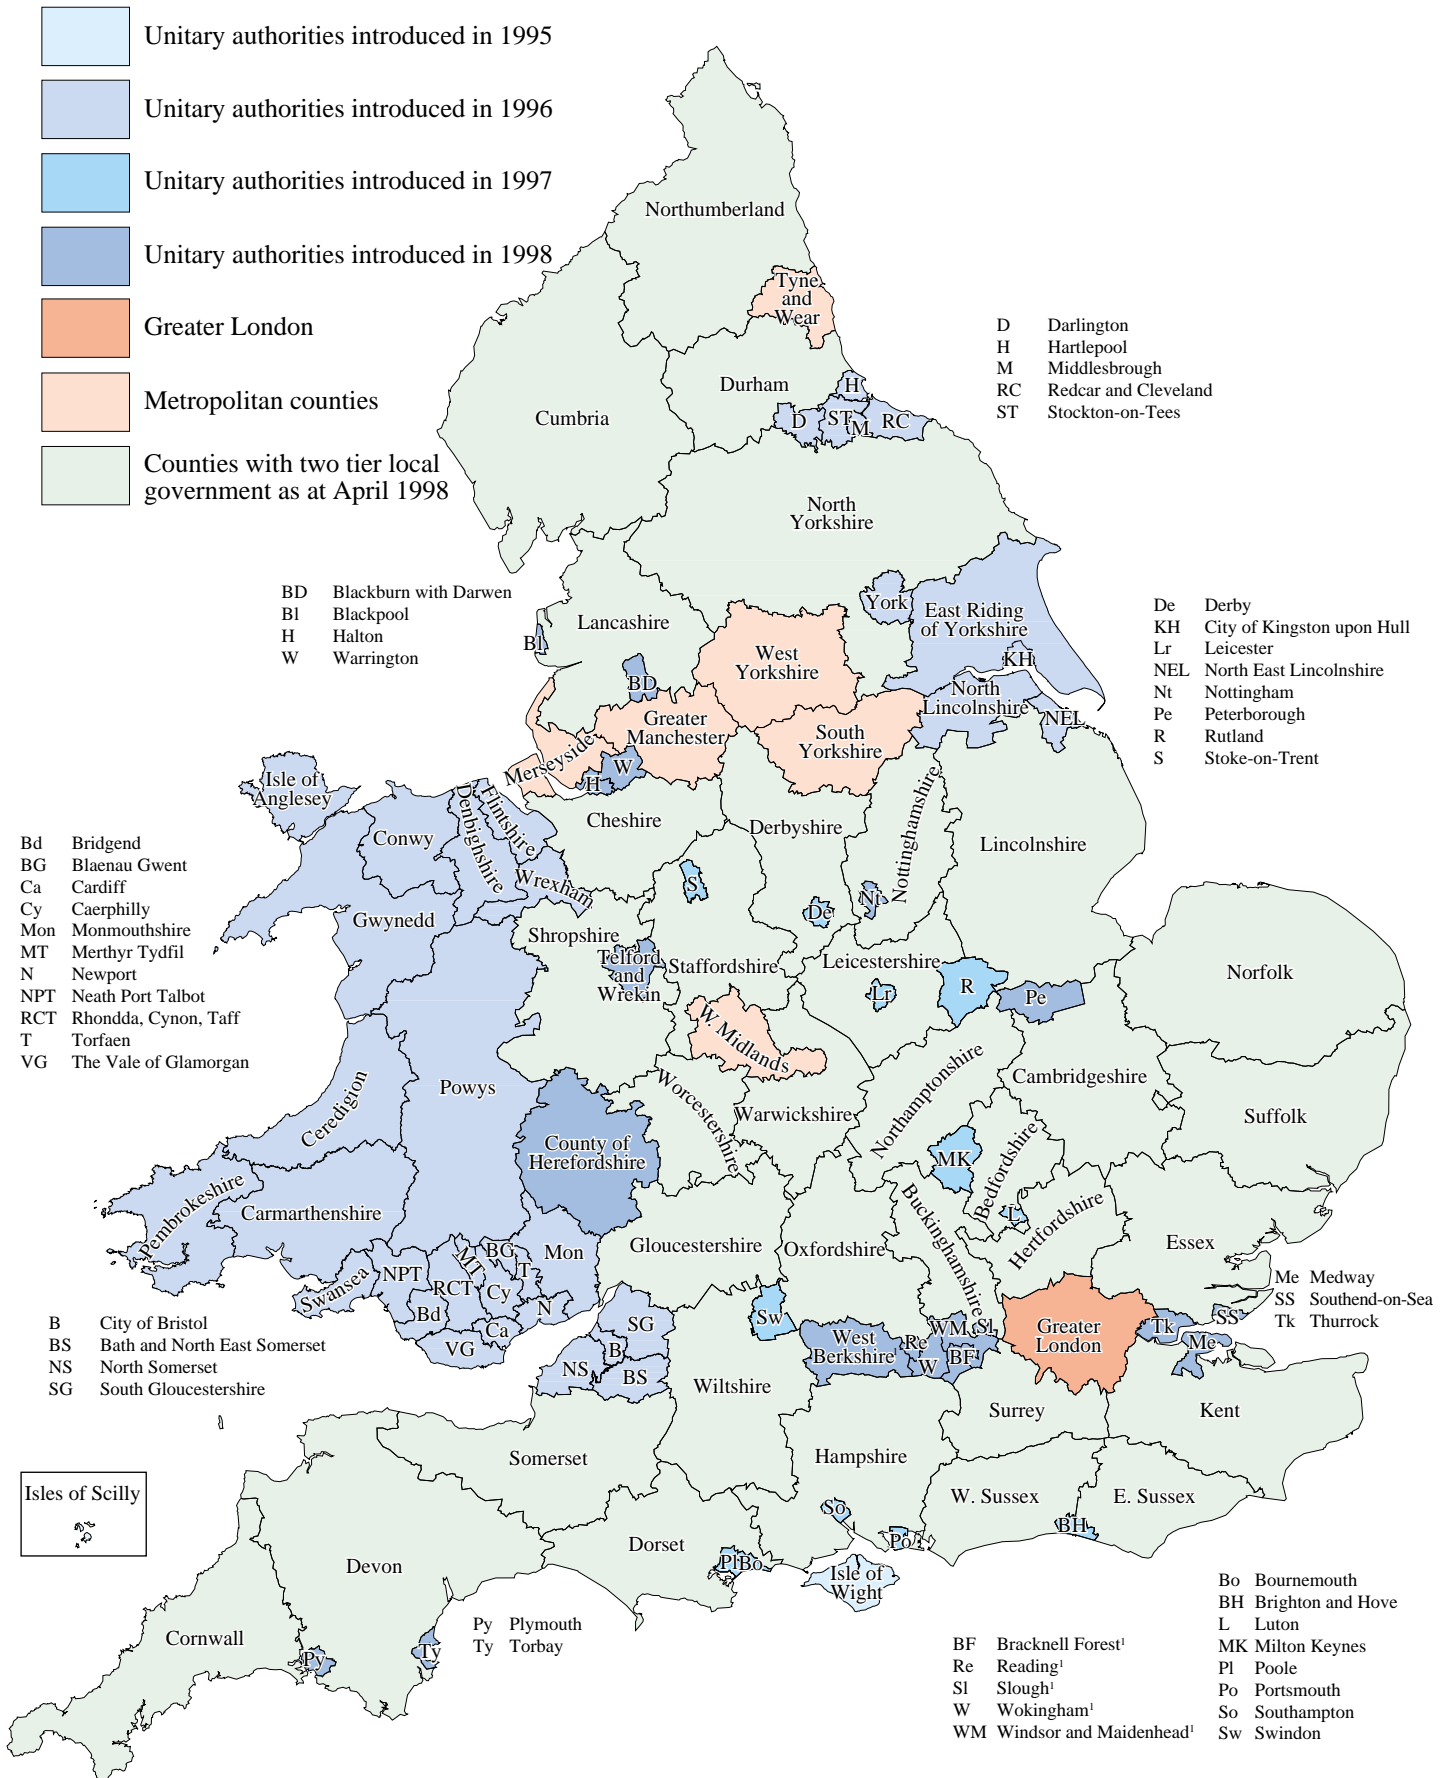 Unitary authorities introduced in 1995
Unitary authorities introduced in 1996
Unitary authorities introduced in 1997
Unitary authorities introduced in 1998
Greater London
Metropolitan counties
Counties with two tier local
government as at April 1998
Northumberland
Tyne
and
Wear
Durham
Cumbria
H
D
ST
M
RC
D Darlington
H Hartlepool
M Middlesbrough
RC Redcar and Cleveland
ST Stockton-on-Tees
North
Yorkshire
BD Blackburn with Darwen
Bl Blackpool
H Halton
W Warrington
Lancashire
Bl
BD
York
East Riding
of Yorkshire
KH
West
Yorkshire
North
Lincolnshire
NEL
Greater
Manchester
South
Yorkshire
Merseyside
W
H
De Derby
KH City of Kingston upon Hull
Lr Leicester
NEL North East Lincolnshire
Nt Nottingham
Pe Peterborough
R Rutland
S Stoke-on-Trent
Isle of
Anglesey
Conwy
Denbighshire
Flintshire
Wrexham
Gwynedd
Cheshire
Derbyshire
Nottinghamshire
Lincolnshire
S
De
Nt
Bd Bridgend
BG Blaenau Gwent
Ca Cardiff
Cy Caerphilly
Mon Monmouthshire
MT Merthyr Tydfil
N Newport
NPT Neath Port Talbot
RCT Rhondda, Cynon, Taff
T Torfaen
VG The Vale of Glamorgan
Shropshire
Telford
and
Wrekin
Staffordshire
Leicestershire
Lr
R
Pe
Norfolk
W. Midlands
Powys
Ceredigion
Worcestershire
Warwickshire
Northamptonshire
Cambridgeshire
Suffolk
County of
Herefordshire
MK
Bedfordshire
Pembrokeshire
Carmarthenshire
Buckinghamshire
L
Hertfordshire
Essex
Gloucestershire
Oxfordshire
Swansea
NPT
RCT
MT
BG
T
Mon
Cy
Bd
N
Ca
VG
SG
B
NS
BS
Sw
West
Berkshire¹
Re
W
WM
BF
Sl
Greater
London
Tk
SS
Me
Me Medway
SS Southend-on-Sea
Tk Thurrock
B City of Bristol
BS Bath and North East Somerset
NS North Somerset
SG South Gloucestershire
Wiltshire
Surrey
Kent
Somerset
Hampshire
W. Sussex
E. Sussex
Isles of Scilly
So
Po
BH
Dorset
Pl
Bo
Isle of
Wight
Devon
Cornwall
Py
Ty
Py Plymouth
Ty Torbay
BF Bracknell Forest¹
Re Reading¹
Sl Slough¹
W Wokingham¹
WM Windsor and Maidenhead¹
Bo Bournemouth
BH Brighton and Hove
L Luton
MK Milton Keynes
Pl Poole
Po Portsmouth
So Southampton
Sw Swindon